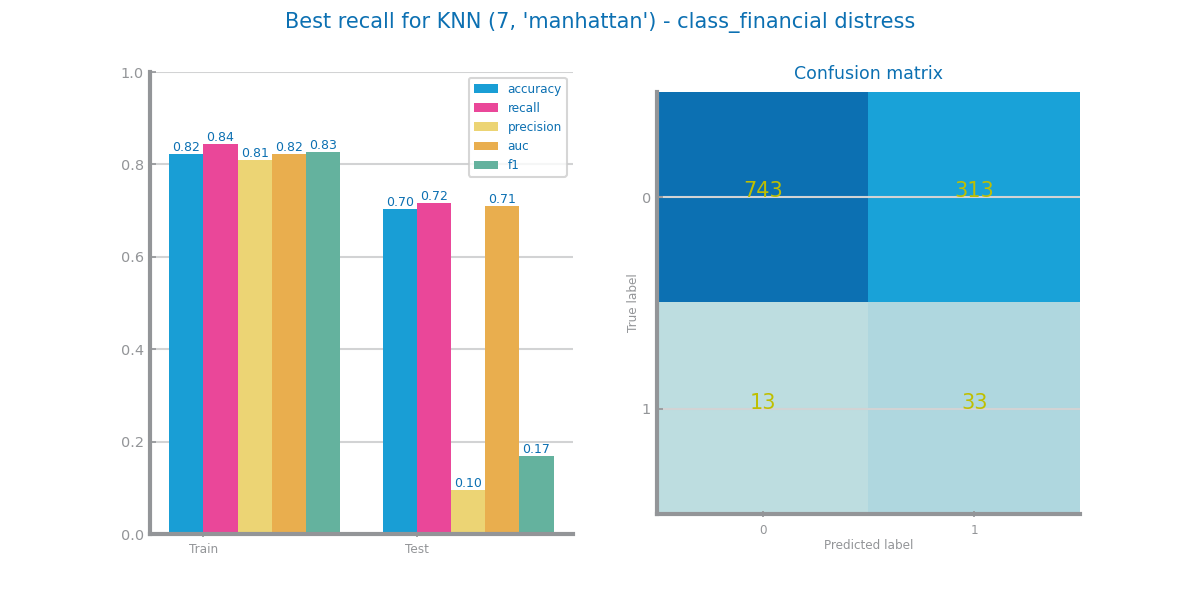 Best recall for KNN (7, 'manhattan') - class_financial distress
1.0
0.8
0.6
0.4
0.2
0.0
accuracy
recall
precision
auc
f1
0.82
0.84
0.81
0.82
0.83
0.70
0.72
0.10
0.71
0.17
Train
Test
Confusion matrix
True label
0
1
743
313
13
33
0
1
Predicted label